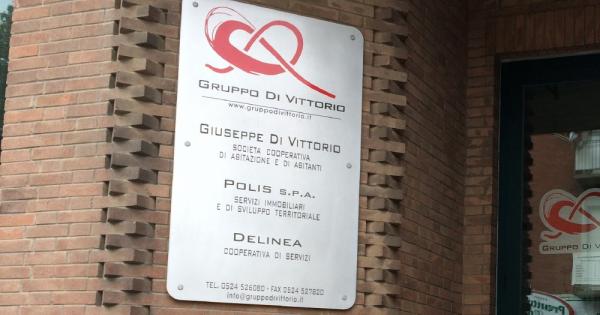 GRUPPO DI VITTORIO
www.gruppodivittorio.it
GIUSEPPE DI VITTORIO
SOCIETÀ COOPERATIVA
DI ABITAZIONE E DI ABITANTI
POLIS S.P.A.
SERVIZI IMMOBILIARI
E DI SVILUPPO TERRITORIALE
DELINEA
COOPERATIVA DI SERVIZI
TEL. 0524 526080 - FAX 0524 527820
info@gruppodivittorio.it
GRUPPO DI VITTO